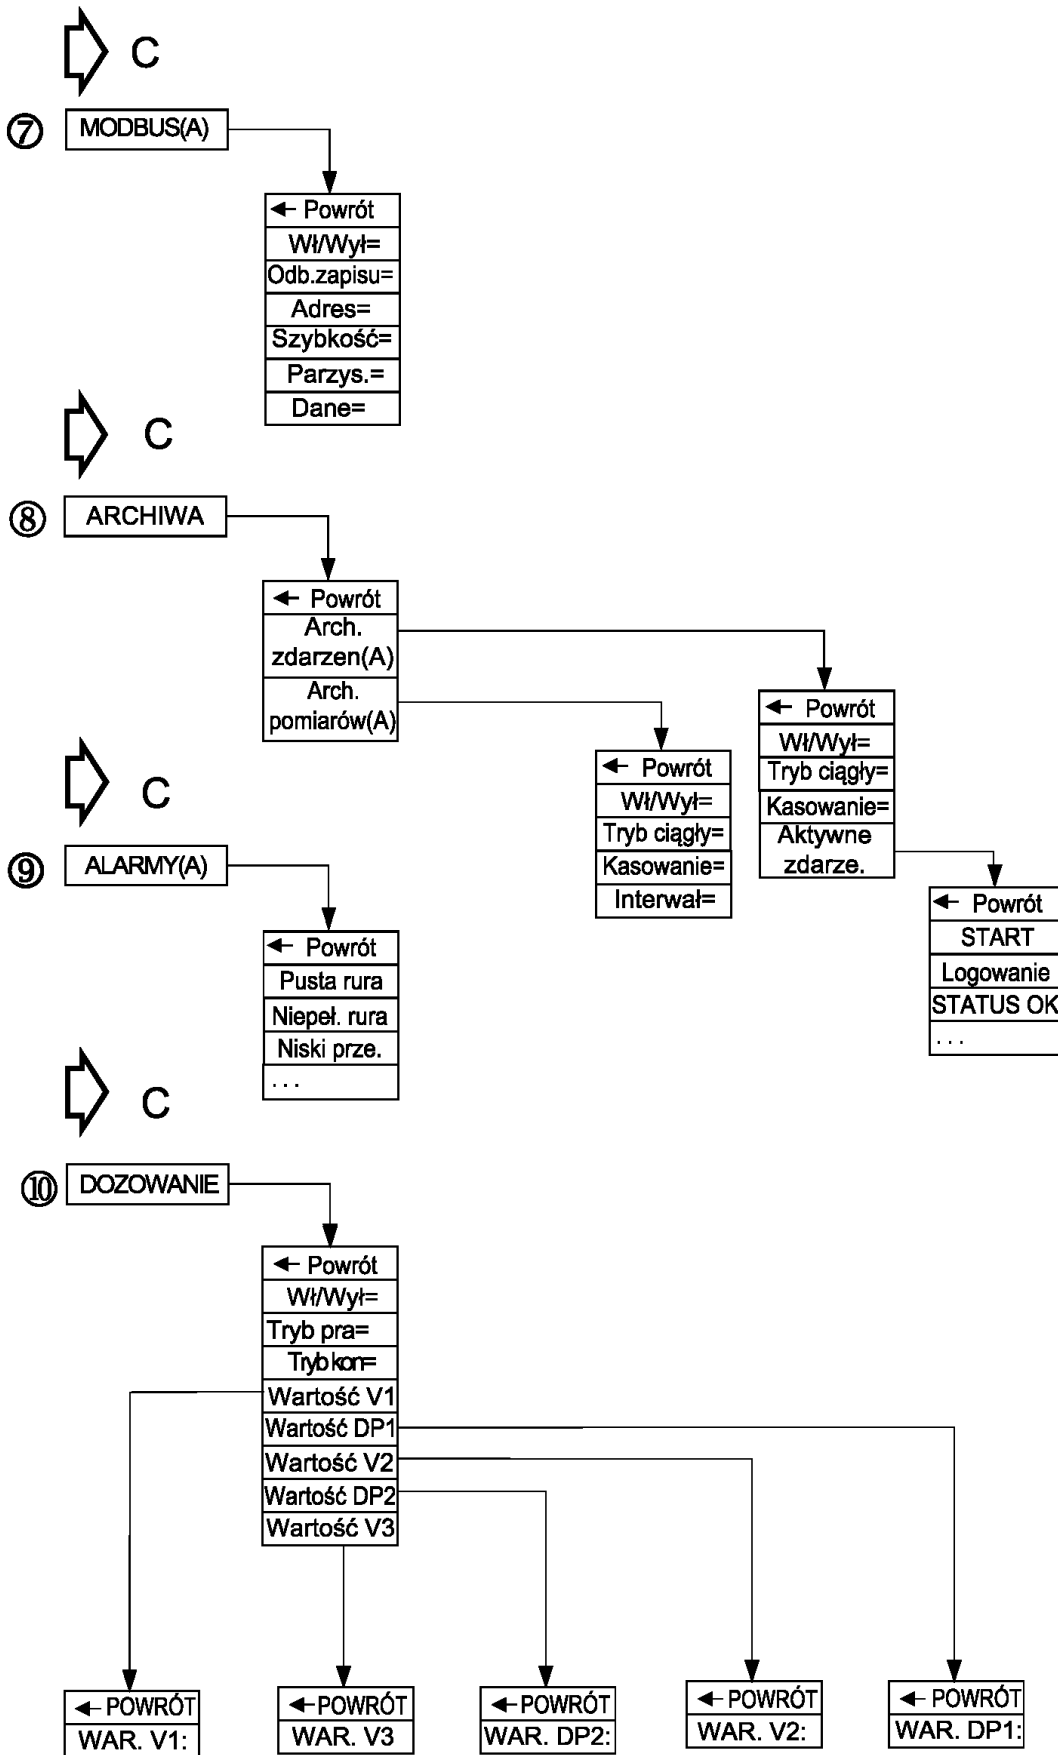 C
⑦ MODBUS(A)
← Powrót
Wł/Wył=
Odb.zapisu=
Adres=
Szybkość=
Parzys.=
Dane=
C
⑧ ARCHIWA
← Powrót
Arch.
zdarzen(A)
Arch.
pomiarów(A)
← Powrót
Wł/Wył=
Tryb ciągły=
Kasowanie=
Aktywne
zdarze.
← Powrót
Wł/Wył=
Tryb ciągły=
Kasowanie=
Interwał=
← Powrót
START
Logowanie
STATUS OK
...
C
⑨ ALARMY(A)
← Powrót
Pusta rura
Niepeł. rura
Niski prze.
...
C
⑩ DOZOWANIE
← Powrót
Wł/Wył=
Tryb pra=
Tryb kon=
Wartość V1
Wartość DP1
Wartość V2
Wartość DP2
Wartość V3
← POWRÓT
WAR. V1:
← POWRÓT
WAR. V3
← POWRÓT
WAR. DP2:
← POWRÓT
WAR. V2:
← POWRÓT
WAR. DP1: